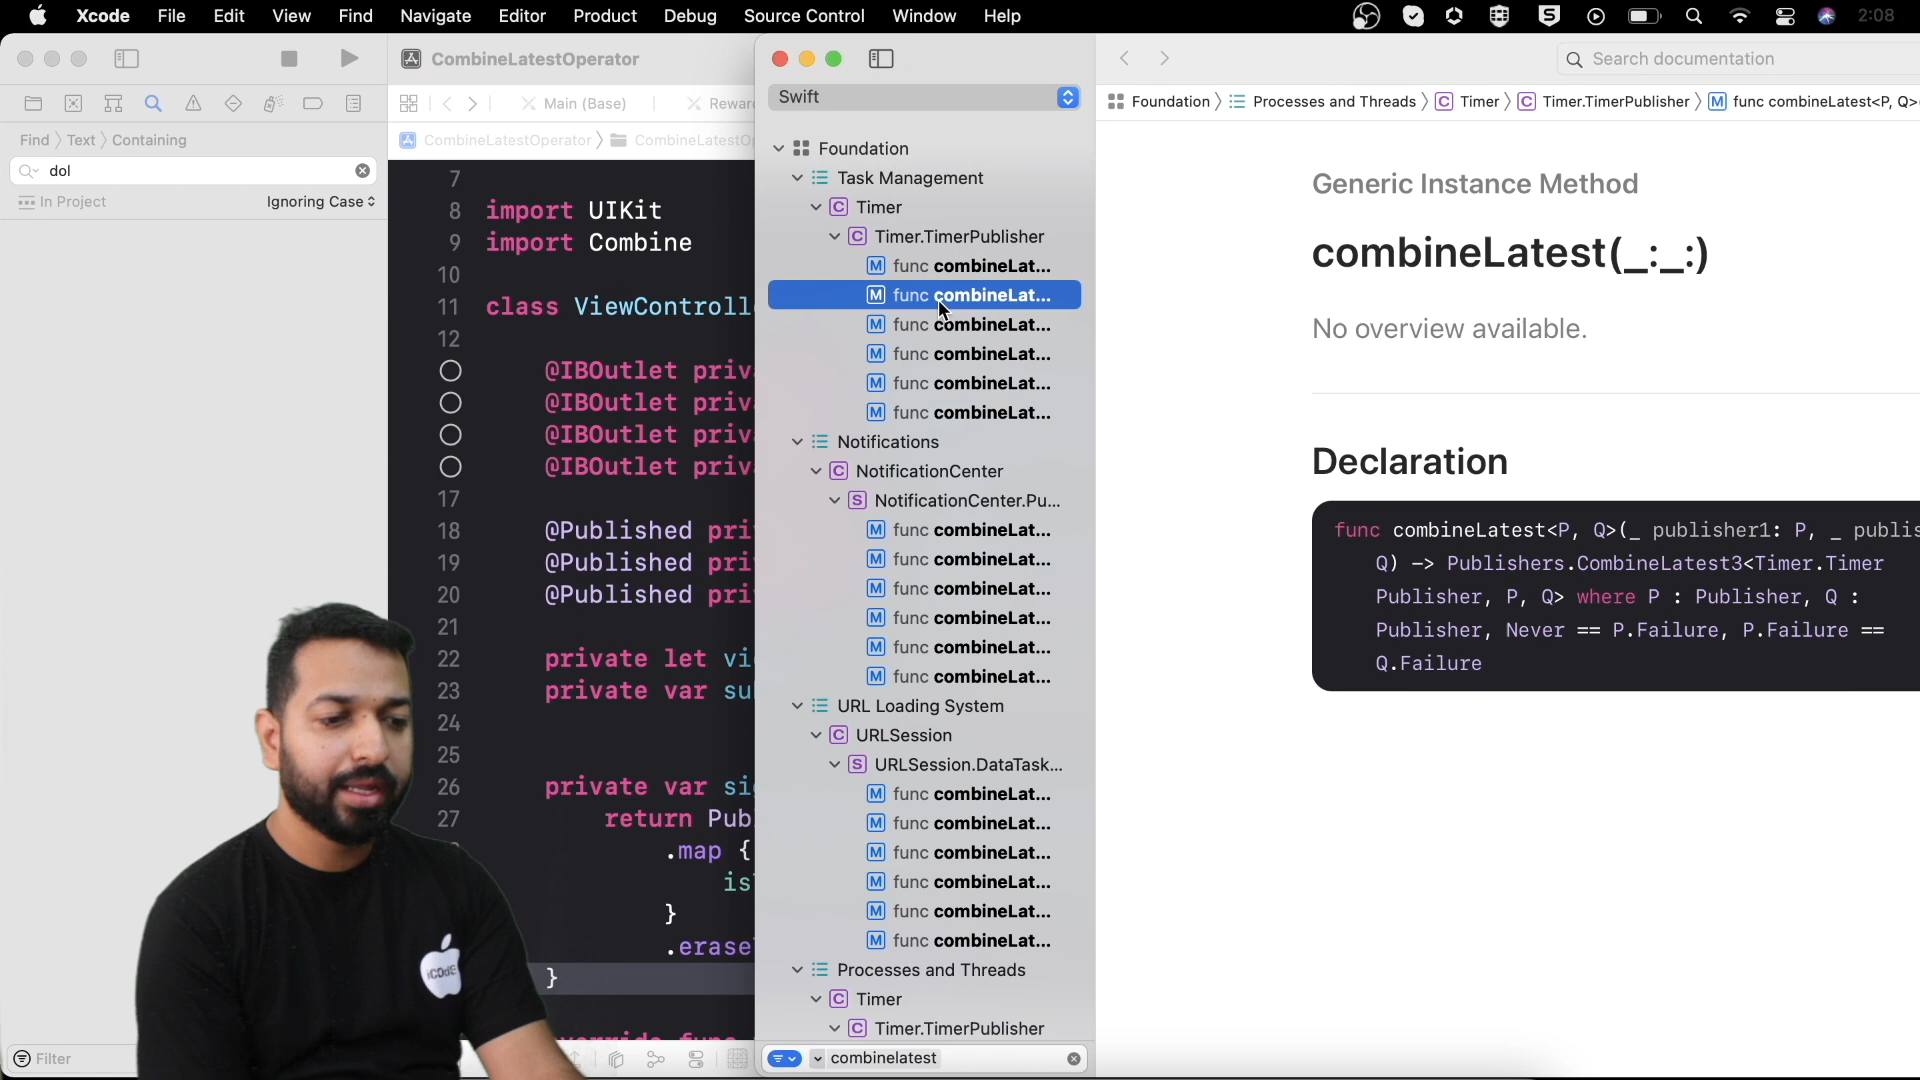 Xcode File Edit View Find Navigate Editor Product Debug Source Control Window Help 2:08
CombineLatestOperator
Main (Base)
Rewar
Find Text Containing
dol
In Project
Ignoring Case
CombineLatestOperator CombineLatestO
7
8 import UIKit
9 import Combine
10
11 class ViewControlle
12
@IBOutlet priv
@IBOutlet priv
@IBOutlet priv
@IBOutlet priv
17
18 @Published pri
19 @Published pri
20 @Published pri
21
22 private let vi
23 private var su
24
25
26 private var si
27 return Pub
.map {
is
}
.erase
}
override func
Filter
Swift
Foundation
Task Management
Timer
Timer.TimerPublisher
func combineLat...
func combineLat...
func combineLat...
func combineLat...
func combineLat...
func combineLat...
Notifications
NotificationCenter
NotificationCenter.Pu...
func combineLat...
func combineLat...
func combineLat...
func combineLat...
func combineLat...
func combineLat...
URL Loading System
URLSession
URLSession.DataTask...
func combineLat...
func combineLat...
func combineLat...
func combineLat...
func combineLat...
func combineLat...
Processes and Threads
Timer
Timer.TimerPublisher
combinelatest
Search documentation
Foundation Processes and Threads Timer Timer.TimerPublisher func combineLatest<P, Q>
Generic Instance Method
combineLatest(_:_:)
No overview available.
Declaration
func combineLatest<P, Q>(_ publisher1: P, _ publis
Q) -> Publishers.CombineLatest3<Timer.Timer
Publisher, P, Q> where P : Publisher, Q :
Publisher, Never == P.Failure, P.Failure ==
Q.Failure
iCode